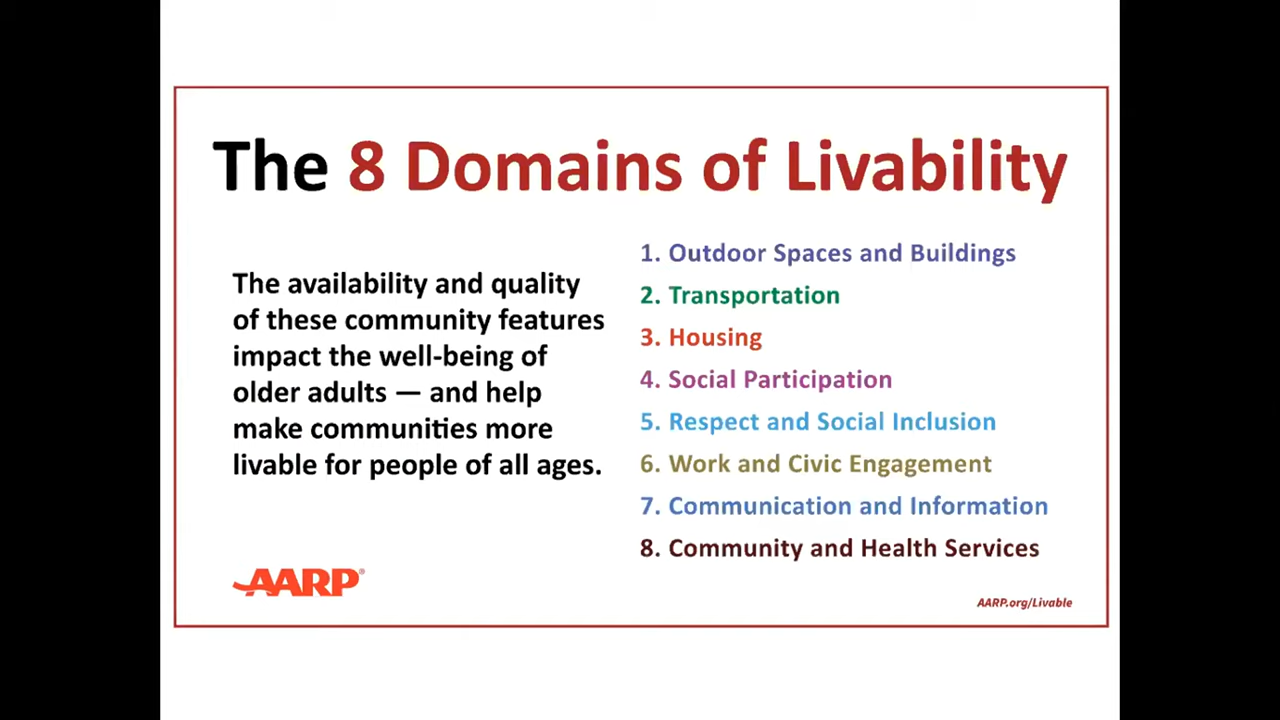 The 8 Domains of Livability
The availability and quality
of these community features
impact the well-being of
older adults — and help
make communities more
livable for people of all ages.
1. Outdoor Spaces and Buildings
2. Transportation
3. Housing
4. Social Participation
5. Respect and Social Inclusion
6. Work and Civic Engagement
7. Communication and Information
8. Community and Health Services
AARP®
AARP.org/Livable